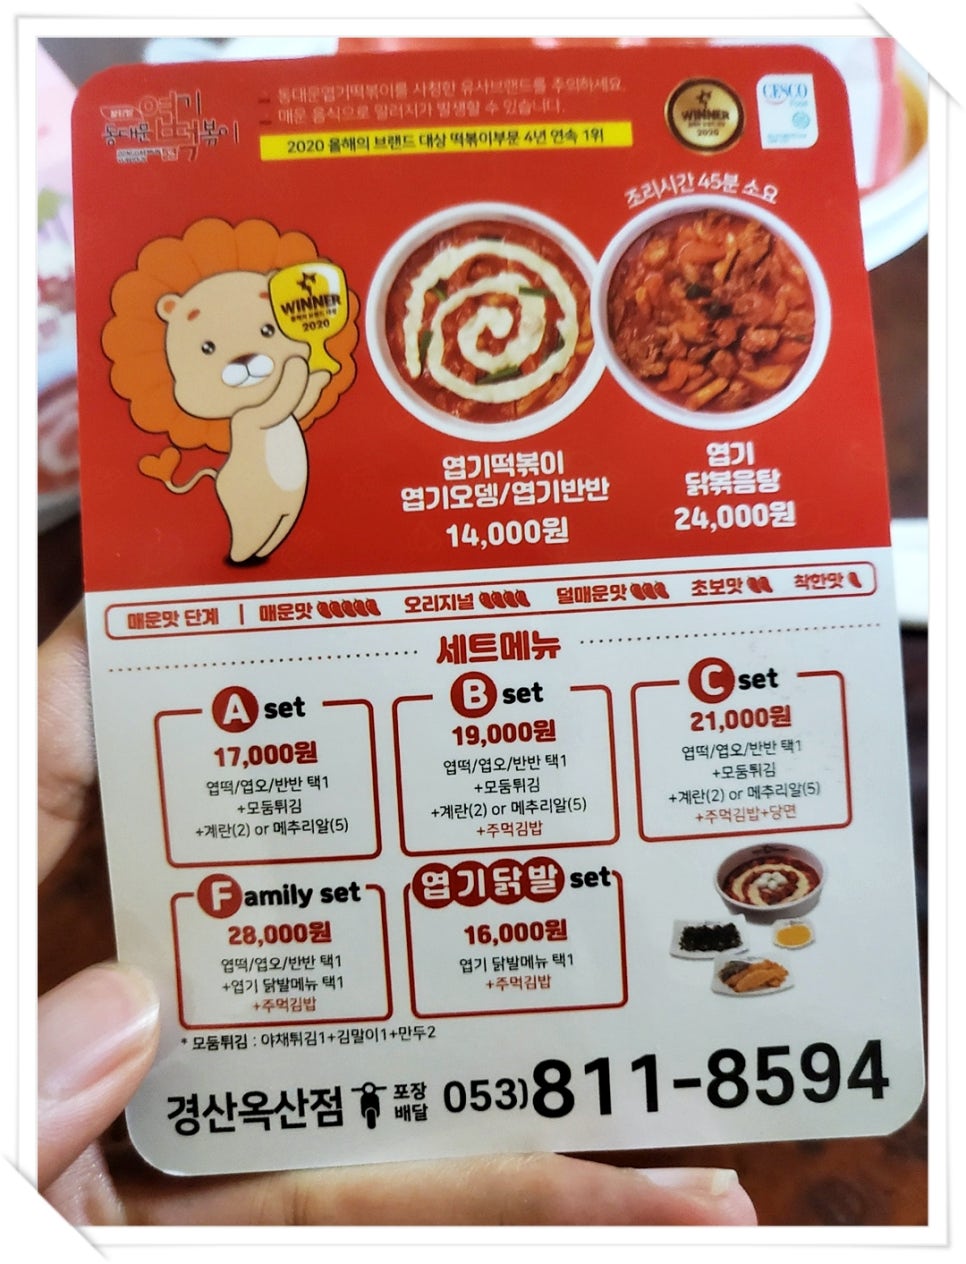 엽기
동대문
떡볶이
동대문엽기떡볶이를 사칭한 유사브랜드를 주의하세요.
매운 음식으로 알러지가 발생할 수 있습니다.
2020 올해의 브랜드 대상 떡볶이부문 4년 연속 1위
WINNER
2020
CESCO
조리시간 45분 소요
WINNER
올해의 브랜드 대상
2020
엽기떡볶이
엽기오뎅/엽기반반
14,000원
엽기
닭볶음탕
24,000원
매운맛 단계 | 매운맛 오리지널 덜매운맛 초보맛 착한맛
세트메뉴
A set
17,000원
엽떡/엽오/반반 택1
+모둠튀김
+계란(2) or 메추리알(5)
B set
19,000원
엽떡/엽오/반반 택1
+모둠튀김
+계란(2) or 메추리알(5)
+주먹김밥
C set
21,000원
엽떡/엽오/반반 택1
+모둠튀김
+계란(2) or 메추리알(5)
+주먹김밥+당면
Family set
28,000원
엽떡/엽오/반반 택1
+엽기 닭발메뉴 택1
+주먹김밥
엽기닭발 set
16,000원
엽기 닭발메뉴 택1
+주먹김밥
* 모둠튀김 : 야채튀김1+김말이1+만두2
경산옥산점 포장 배달 053)811-8594